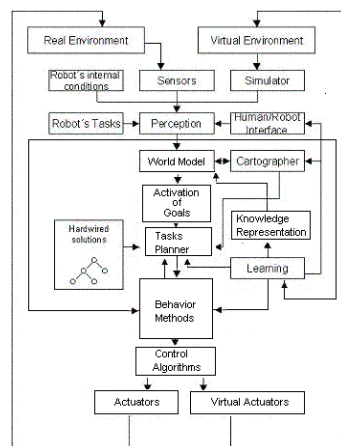 Real Environment
Virtual Environment
Robot´s internal
conditions
Sensors
Simulator
Robot´s Tasks
Perception
Human/Robot
Interface
World Model
Cartographer
Activation
of
Goals
Knowledge
Representation
Hardwired
solutions
Tasks
Planner
Learning
Behavior
Methods
Control
Algorithms
Actuators
Virtual Actuators